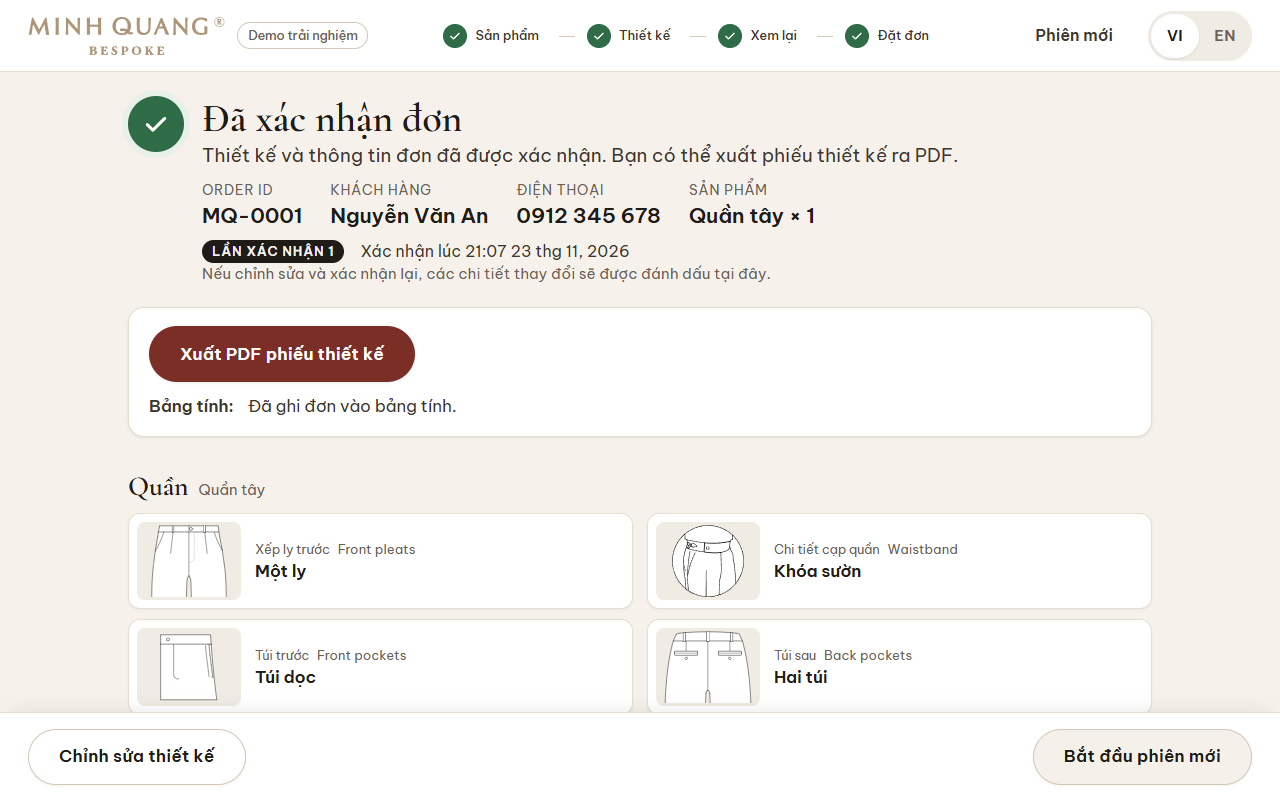 MINH QUANG®
BESPOKE
Demo trải nghiệm
Sản phẩm
Thiết kế
Xem lại
Đặt đơn
Phiên mới
VI
EN
Đã xác nhận đơn
Thiết kế và thông tin đơn đã được xác nhận. Bạn có thể xuất phiếu thiết kế ra PDF.
ORDER ID
KHÁCH HÀNG
ĐIỆN THOẠI
SẢN PHẨM
MQ-0001
Nguyễn Văn An
0912 345 678
Quần tây × 1
LẦN XÁC NHẬN 1
Xác nhận lúc 21:07 23 thg 11, 2026
Nếu chỉnh sửa và xác nhận lại, các chi tiết thay đổi sẽ được đánh dấu tại đây.
Xuất PDF phiếu thiết kế
Bảng tính: Đã ghi đơn vào bảng tính.
Quần Quần tây
Xếp ly trước Front pleats
Một ly
Chi tiết cạp quần Waistband
Khóa sườn
Túi trước Front pockets
Túi dọc
Túi sau Back pockets
Hai túi
Chỉnh sửa thiết kế
Bắt đầu phiên mới